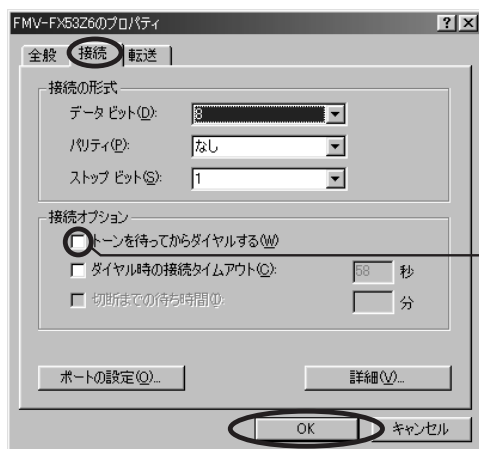 FMV-FX53Z6のプロパティ
全般 接続 転送
接続の形式
データ ビット(D): 8
パリティ(P): なし
ストップ ビット(S): 1
接続オプション
トーンを待ってからダイヤルする(W)
ダイヤル時の接続タイムアウト(C): 58 秒
切断までの待ち時間(I): 分
ポートの設定(O)... 詳細(V)...
OK キャンセル